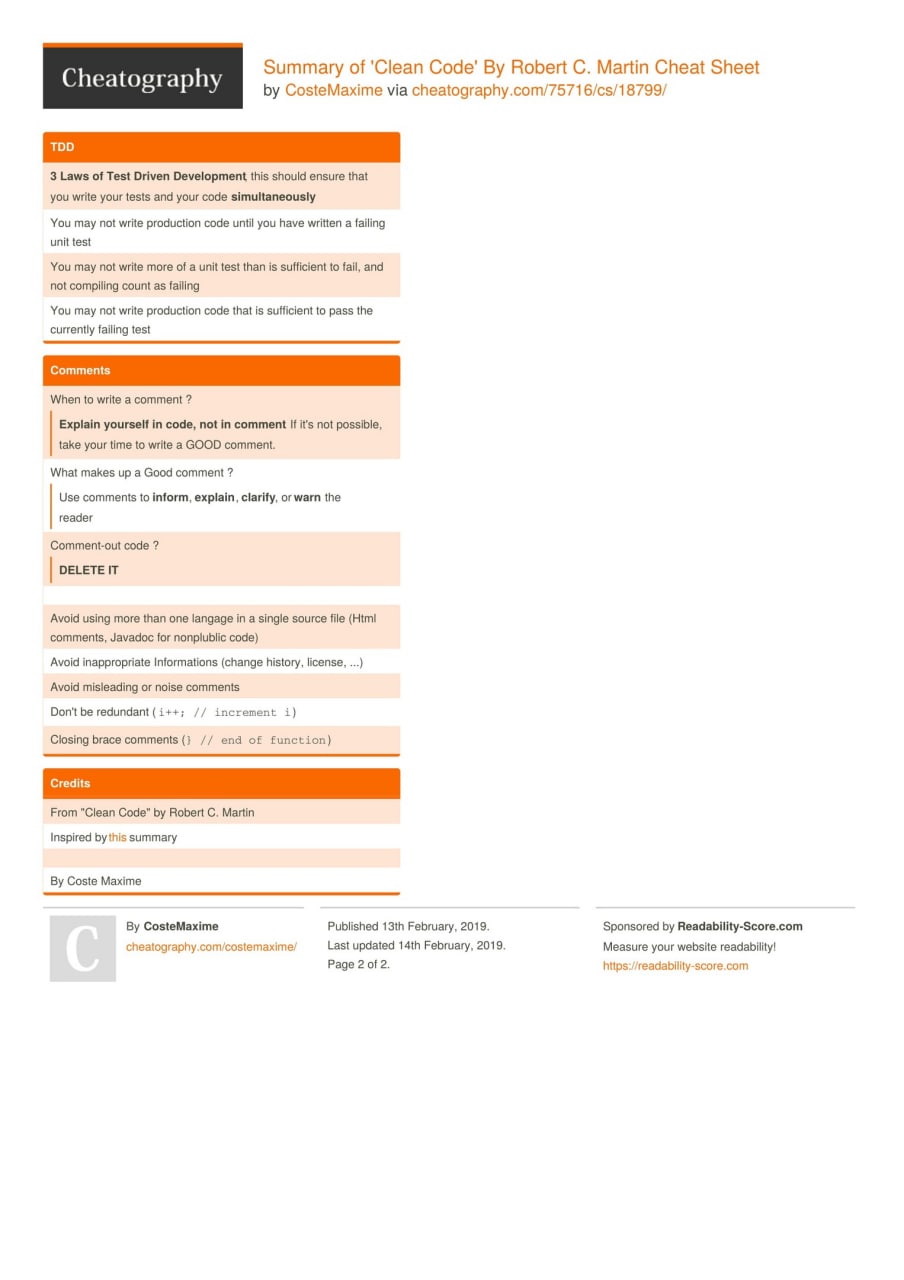 Cheatography
Summary of 'Clean Code' By Robert C. Martin Cheat Sheet
by CosteMaxime via cheatography.com/75716/cs/18799/
TDD
3 Laws of Test Driven Development, this should ensure that
you write your tests and your code simultaneously
You may not write production code until you have written a failing
unit test
You may not write more of a unit test than is sufficient to fail, and
not compiling count as failing
You may not write production code that is sufficient to pass the
currently failing test
Comments
When to write a comment ?
Explain yourself in code, not in comment If it's not possible,
take your time to write a GOOD comment.
What makes up a Good comment ?
Use comments to inform, explain, clarify, or warn the
reader
Comment-out code ?
DELETE IT
Avoid using more than one langage in a single source file (Html
comments, Javadoc for nonplublic code)
Avoid inappropriate Informations (change history, license, ...)
Avoid misleading or noise comments
Don't be redundant (i++; // increment i)
Closing brace comments (} // end of function)
Credits
From "Clean Code" by Robert C. Martin
Inspired by this summary
By Coste Maxime
C
By CosteMaxime
cheatography.com/costemaxime/
Published 13th February, 2019.
Last updated 14th February, 2019.
Page 2 of 2.
Sponsored by Readability-Score.com
Measure your website readability!
https://readability-score.com